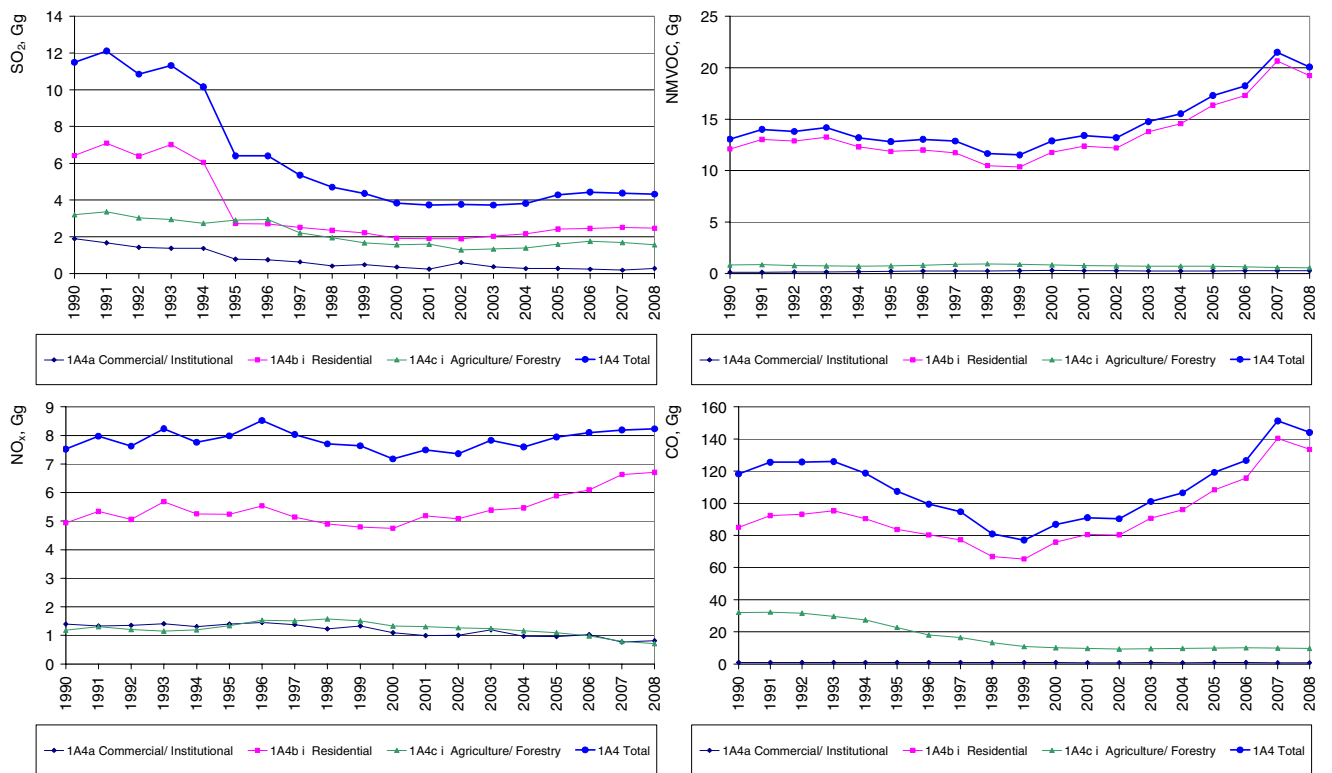 SO2, Gg
14
12
10
8
6
4
2
0
1990 1991 1992 1993 1994 1995 1996 1997 1998 1999 2000 2001 2002 2003 2004 2005 2006 2007 2008
1A4a Commercial/ Institutional 1A4b i Residential 1A4c i Agriculture/ Forestry 1A4 Total
NMVOC, Gg
25
20
15
10
5
0
1990 1991 1992 1993 1994 1995 1996 1997 1998 1999 2000 2001 2002 2003 2004 2005 2006 2007 2008
1A4a Commercial/ Institutional 1A4b i Residential 1A4c i Agriculture/ Forestry 1A4 Total
NOx, Gg
9
8
7
6
5
4
3
2
1
0
1990 1991 1992 1993 1994 1995 1996 1997 1998 1999 2000 2001 2002 2003 2004 2005 2006 2007 2008
1A4a Commercial/ Institutional 1A4b i Residential 1A4c i Agriculture/ Forestry 1A4 Total
CO, Gg
160
140
120
100
80
60
40
20
0
1990 1991 1992 1993 1994 1995 1996 1997 1998 1999 2000 2001 2002 2003 2004 2005 2006 2007 2008
1A4a Commercial/ Institutional 1A4b i Residential 1A4c i Agriculture/ Forestry 1A4 Total